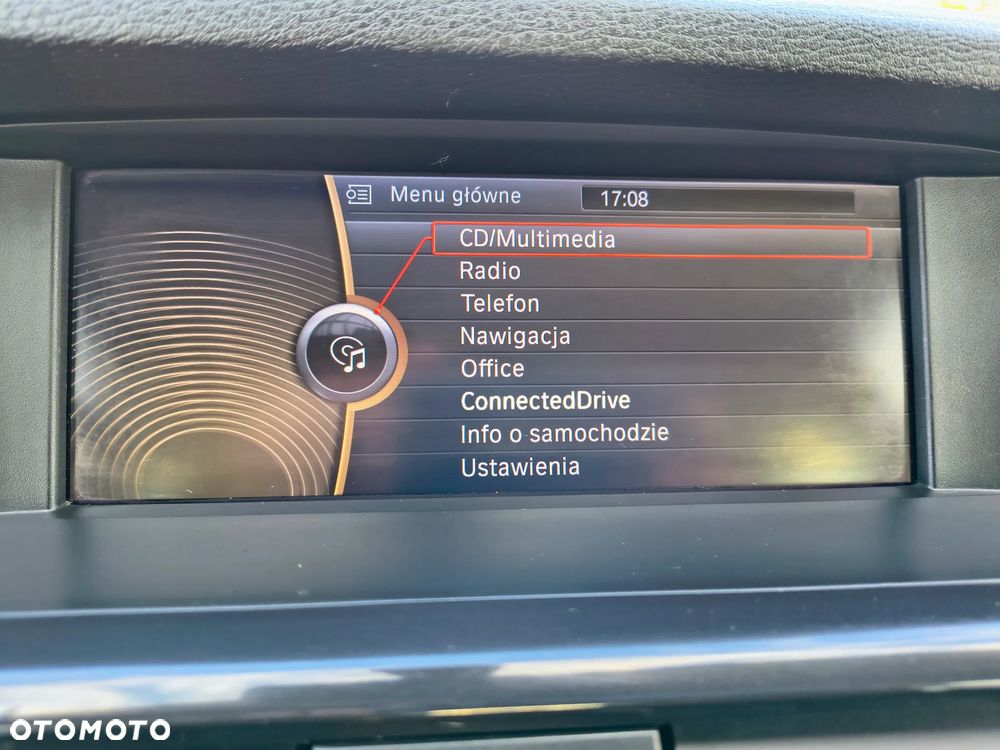 Menu główne
17:08
CD/Multimedia
Radio
Telefon
Nawigacja
Office
ConnectedDrive
Info o samochodzie
Ustawienia
OTOMOTO